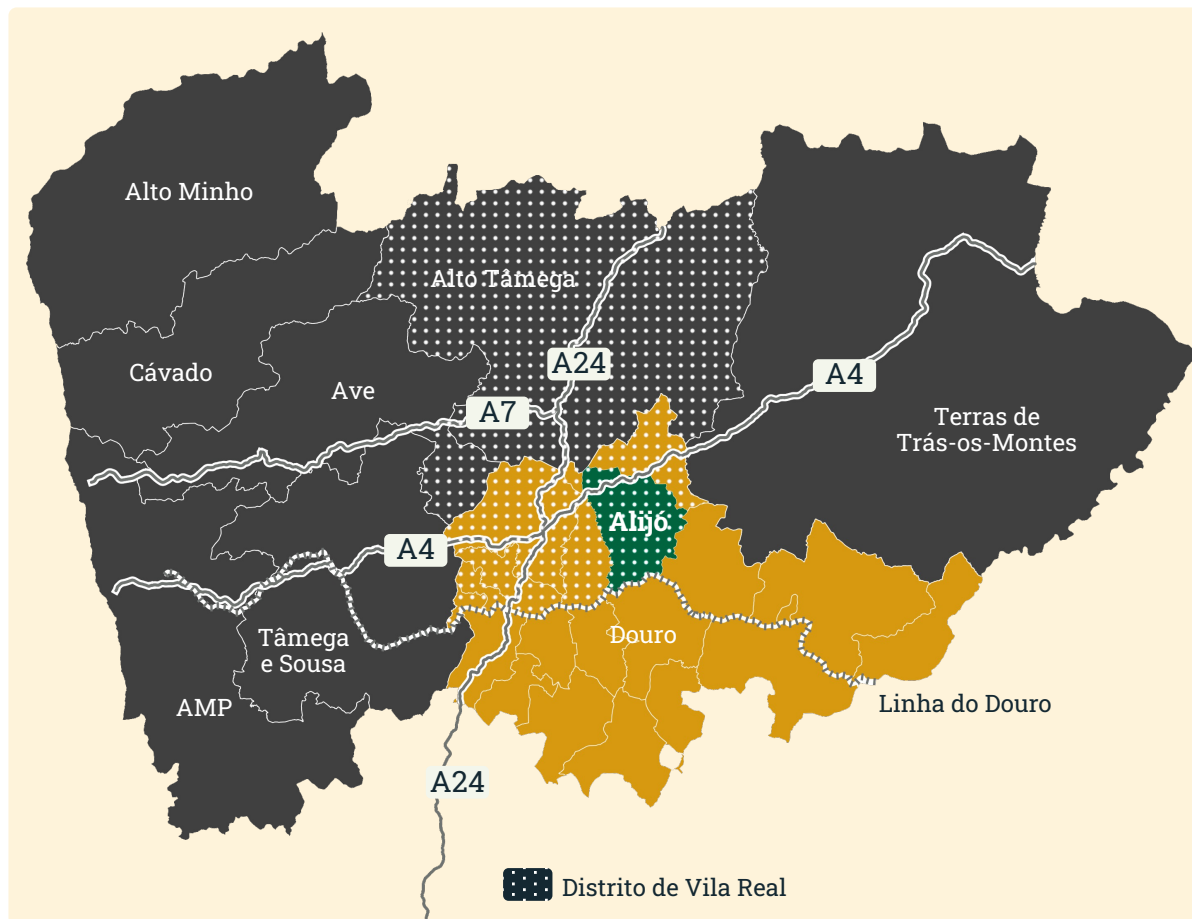 Alto Minho
Alto Tâmega
Cávado
Ave
A24
A7
A4
Terras de
Trás-os-Montes
Alijó
A4
Tâmega
e Sousa
Douro
AMP
Linha do Douro
A24
Distrito de Vila Real